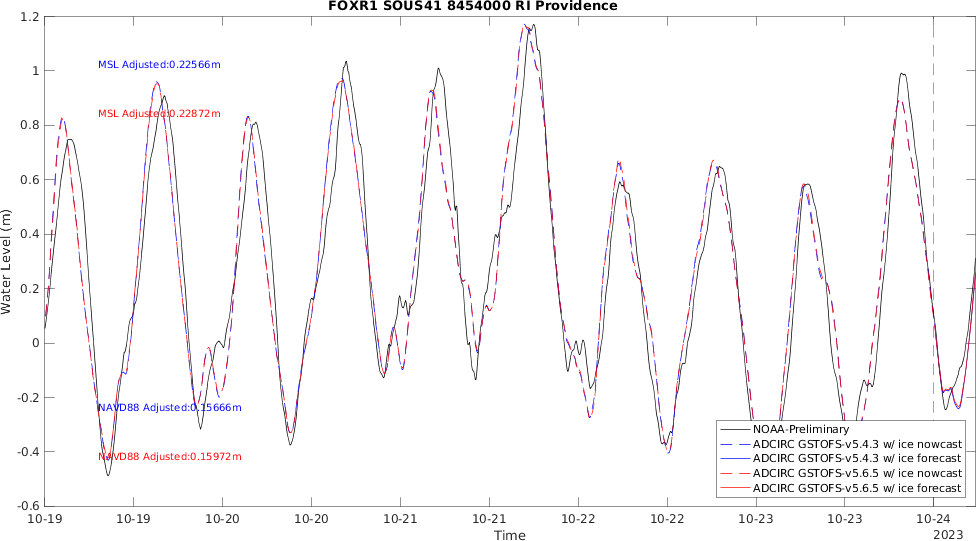 FOXR1 SOUS41 8454000 RI Providence
1.2
1
0.8
0.6
0.4
0.2
0
-0.2
-0.4
-0.6
Water Level (m)
MSL Adjusted:0.22566m
MSL Adjusted:0.22872m
NAVD88 Adjusted:0.15666m
NAVD88 Adjusted:0.15972m
NOAA-Preliminary
ADCIRC GSTOFS-v5.4.3 w/ ice nowcast
ADCIRC GSTOFS-v5.4.3 w/ ice forecast
ADCIRC GSTOFS-v5.6.5 w/ ice nowcast
ADCIRC GSTOFS-v5.6.5 w/ ice forecast
10-19 10-19 10-20 10-20 10-21 10-21 10-22 10-22 10-23 10-23 10-24
Time
2023